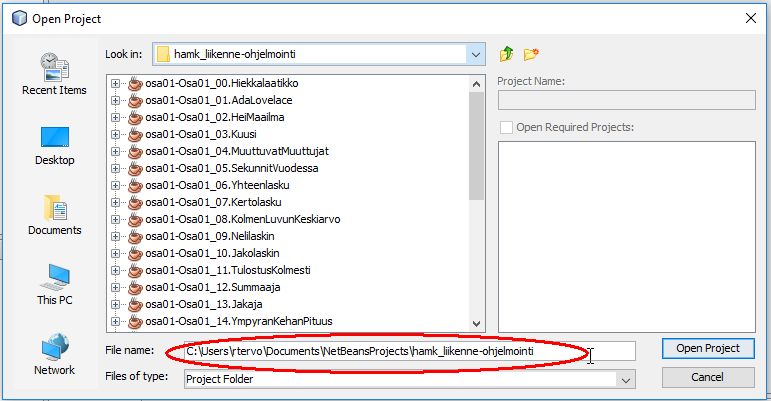 Open Project
Look in:
hamk_liikenne-ohjelmointi
Recent Items
Desktop
Documents
This PC
Network
osa01-Osa01_00.Hiekkalaatikko
osa01-Osa01_01.AdaLovelace
osa01-Osa01_02.HeiMaailma
osa01-Osa01_03.Kuusi
osa01-Osa01_04.MuuttuvatMuuttujat
osa01-Osa01_05.SekunnitVuodessa
osa01-Osa01_06.Yhteenlasku
osa01-Osa01_07.Kertolasku
osa01-Osa01_08.KolmenLuvunKeskiarvo
osa01-Osa01_09.Nelilaskin
osa01-Osa01_10.Jakolaskin
osa01-Osa01_11.TulostusKolmesti
osa01-Osa01_12.Summaaja
osa01-Osa01_13.Jakaja
osa01-Osa01_14.YmpyranKehanPituus
Project Name:
Open Required Projects:
File name:
C:\Users\rtervo\Documents\NetBeansProjects\hamk_liikenne-ohjelmointi
Open Project
Files of type:
Project Folder
Cancel